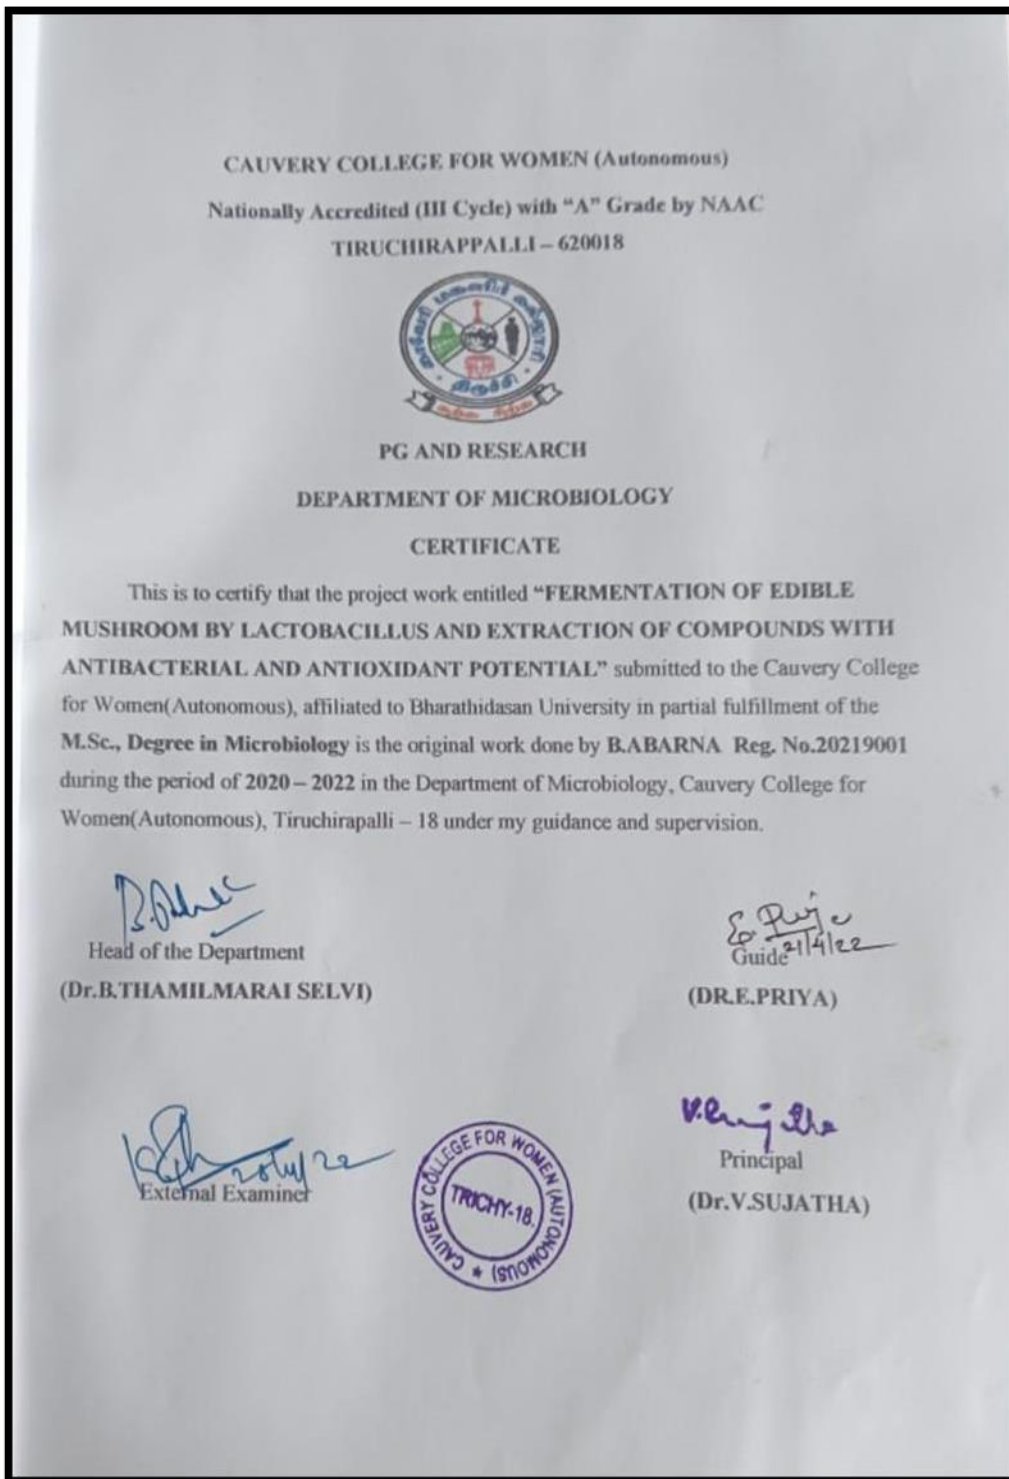 CAUVERY COLLEGE FOR WOMEN (Autonomous)
Nationally Accredited (III Cycle) with “A” Grade by NAAC
TIRUCHIRAPPALLI – 620018
காவேரி மகளிர் கல்லூரி
திருச்சி
PG AND RESEARCH
DEPARTMENT OF MICROBIOLOGY
CERTIFICATE
This is to certify that the project work entitled “FERMENTATION OF EDIBLE
MUSHROOM BY LACTOBACILLUS AND EXTRACTION OF COMPOUNDS WITH
ANTIBACTERIAL AND ANTIOXIDANT POTENTIAL” submitted to the Cauvery College
for Women(Autonomous), affiliated to Bharathidasan University in partial fulfillment of the
M.Sc., Degree in Microbiology is the original work done by B.ABARNA Reg. No.20219001
during the period of 2020 – 2022 in the Department of Microbiology, Cauvery College for
Women(Autonomous), Tiruchirapalli – 18 under my guidance and supervision.
Head of the Department
(Dr.B.THAMILMARAI SELVI)
E. Priya
21/4/22
Guide
(DR.E.PRIYA)
External Examiner
CAUVERY COLLEGE FOR WOMEN (AUTONOMOUS) ★
TRICHY-18.
V. Sujatha
Principal
(Dr.V.SUJATHA)